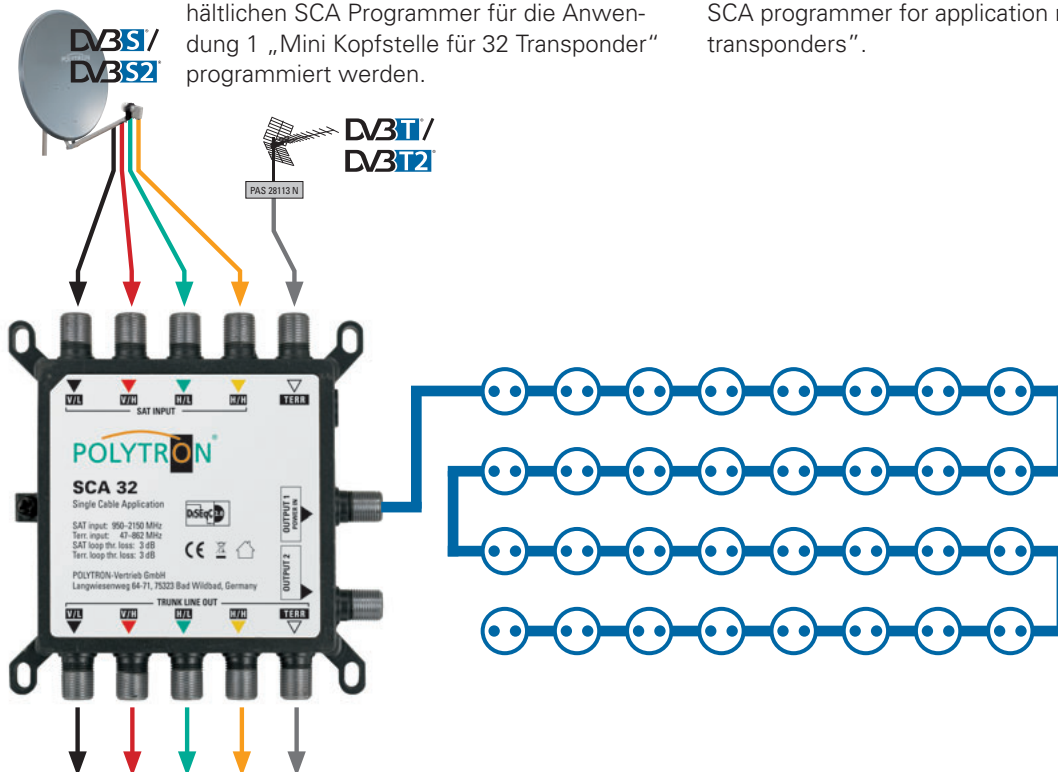 hältlichen SCA Programmer für die Anwen-
dung 1 „Mini Kopfstelle für 32 Transponder“
programmiert werden.
SCA programmer for application
transponders”.
DVB S /
DVB S2
DVB T /
DVB T2
PAS 28113 N
V/L V/H H/L H/H TERR
SAT INPUT
POLYTRON®
SCA 32
Single Cable Application
DiSEqC 2.0
SAT input: 950–2150 MHz
Terr. input: 47–862 MHz
SAT loop thr. loss: 3 dB
Terr. loop thr. loss: 3 dB
CE
OUTPUT 1
POWER IN
OUTPUT 2
POLYTRON-Vertrieb GmbH
Langwiesenweg 64-71, 75323 Bad Wildbad, Germany
TRUNK LINE OUT
V/L V/H H/L H/H TERR